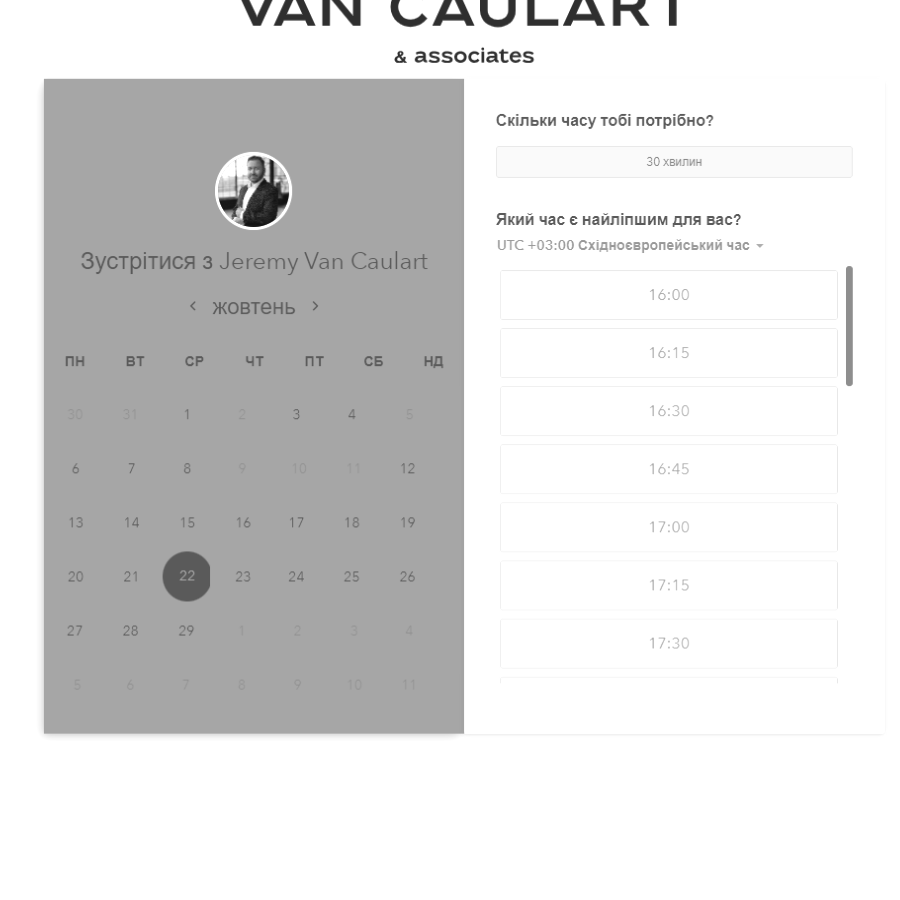 VAN CAULART
& associates
Зустрітися з Jeremy Van Caulart
< жовтень >
ПН ВТ СР ЧТ ПТ СБ НД
30 31 1 2 3 4 5
6 7 8 9 10 11 12
13 14 15 16 17 18 19
20 21 22 23 24 25 26
27 28 29 1 2 3 4
5 6 7 8 9 10 11
Скільки часу тобі потрібно?
30 хвилин
Який час є найліпшим для вас?
UTC +03:00 Східноєвропейський час
16:00
16:15
16:30
16:45
17:00
17:15
17:30